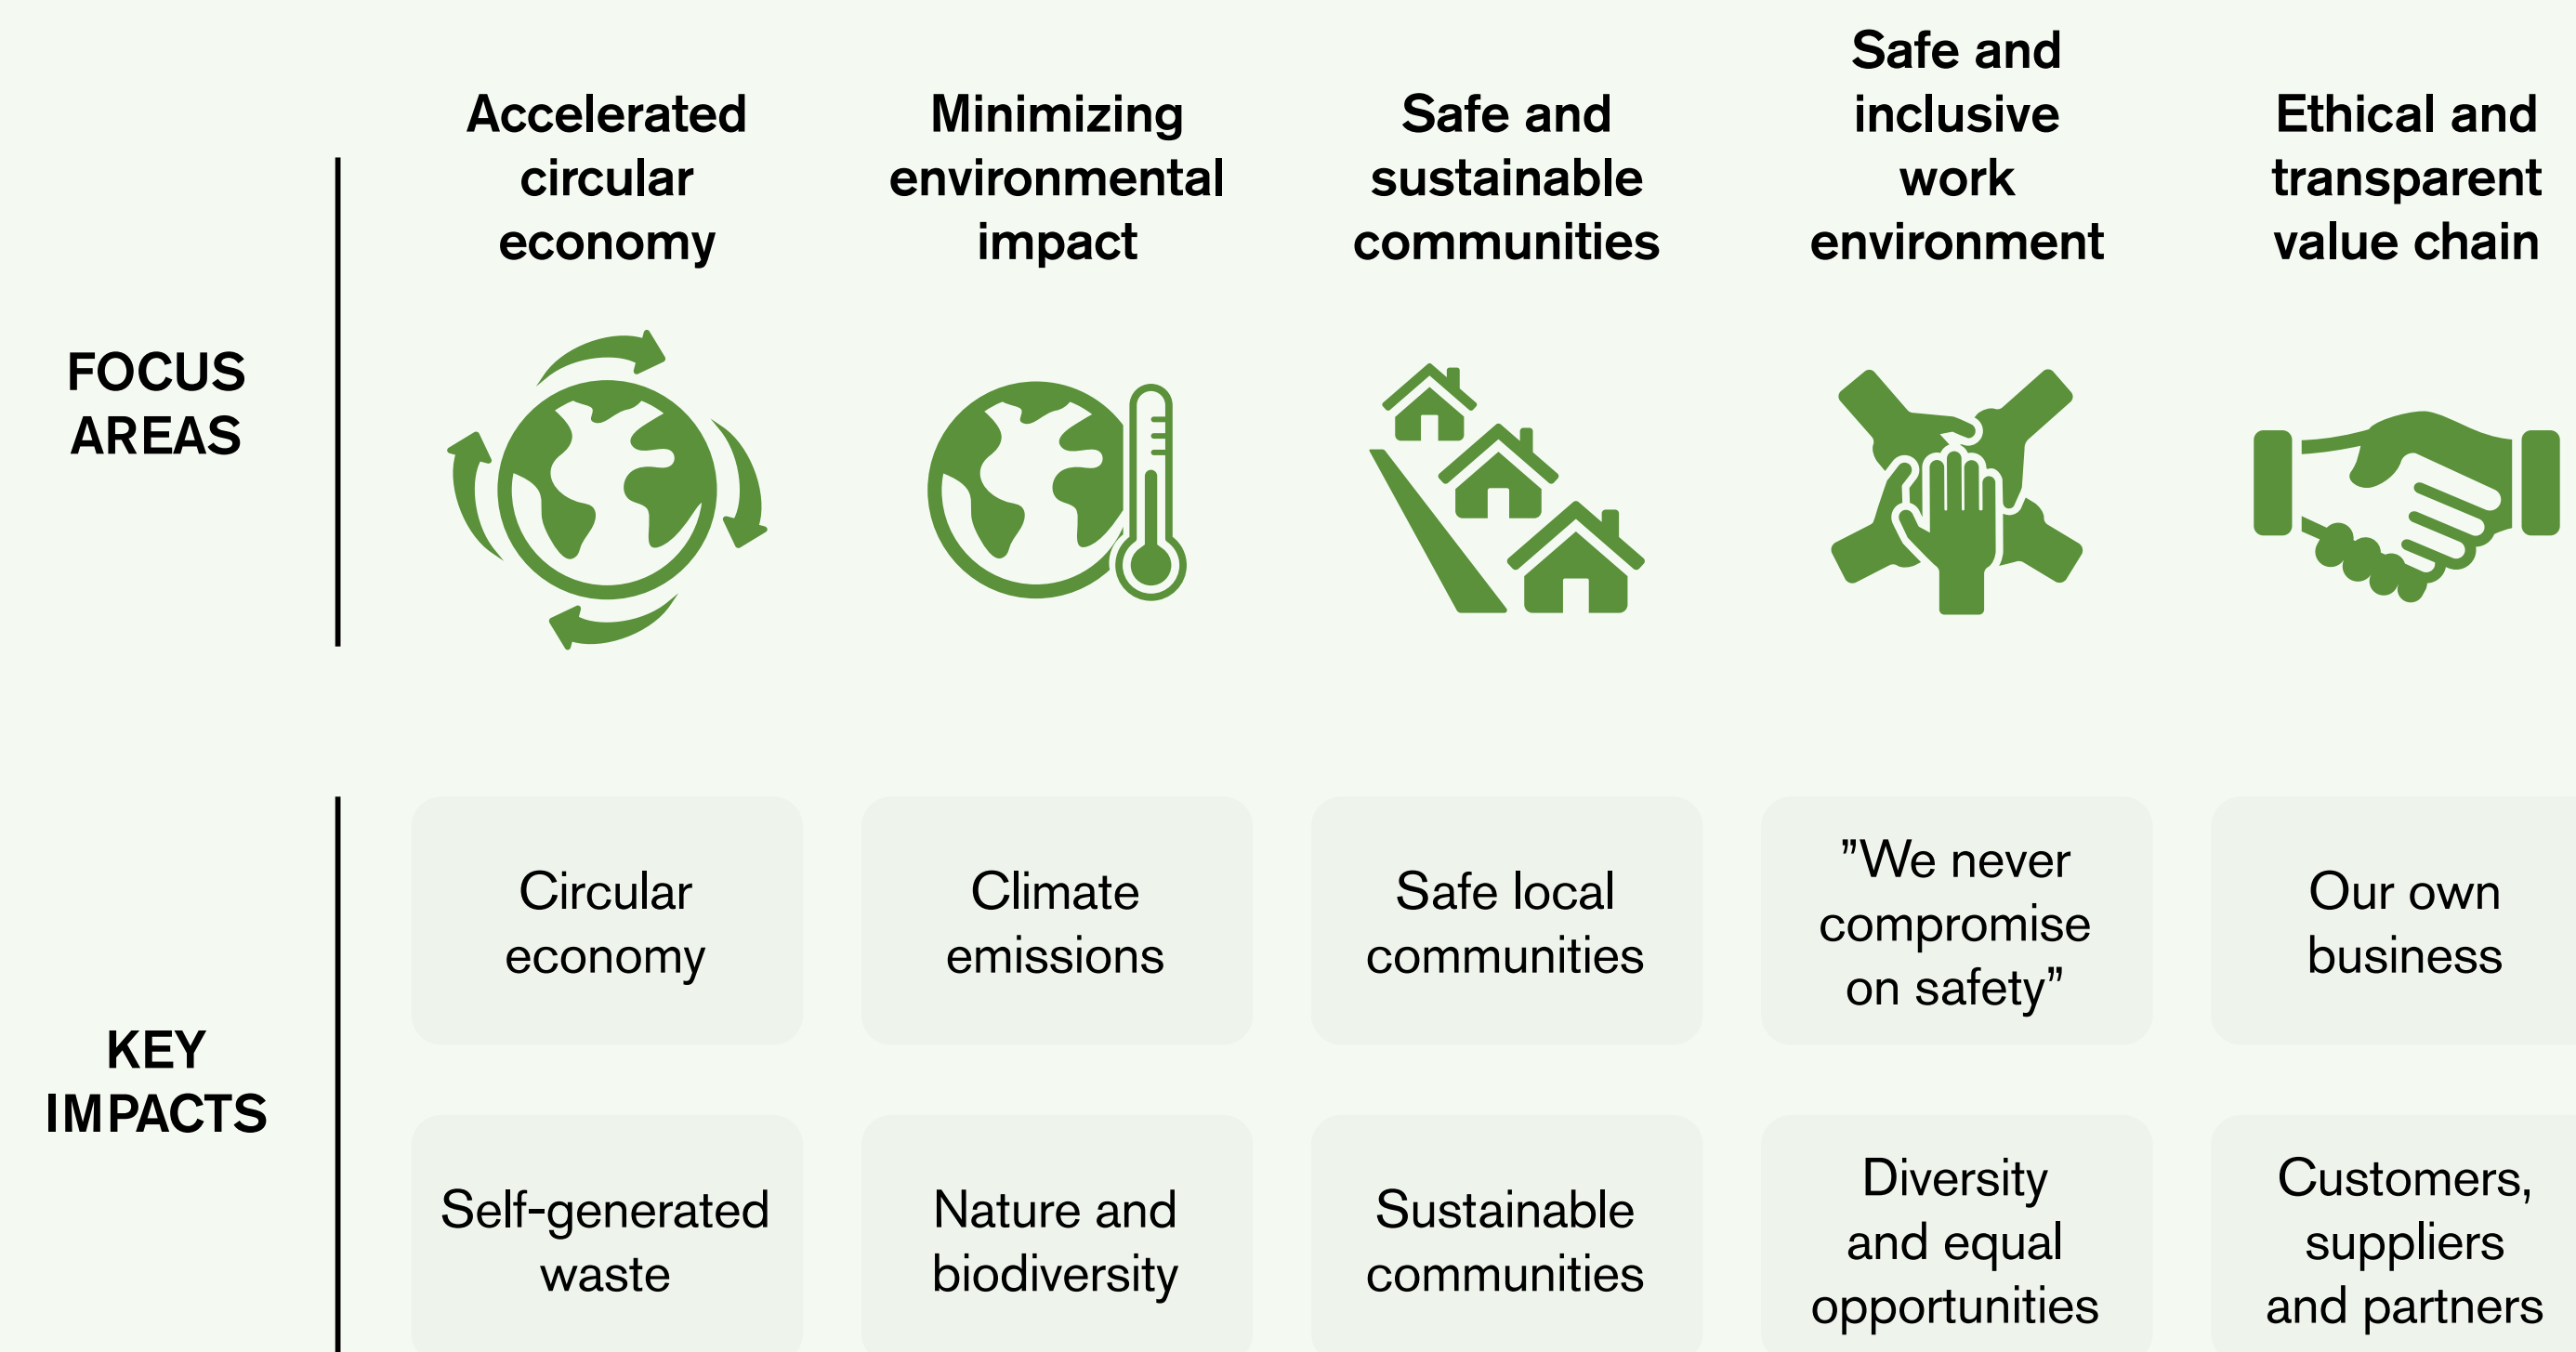 FOCUS
AREAS
Accelerated
circular
economy
Minimizing
environmental
impact
Safe and
sustainable
communities
Safe and
inclusive
work
environment
Ethical and
transparent
value chain
KEY
IMPACTS
Circular
economy
Climate
emissions
Safe local
communities
”We never
compromise
on safety”
Our own
business
Self-generated
waste
Nature and
biodiversity
Sustainable
communities
Diversity
and equal
opportunities
Customers,
suppliers
and partners